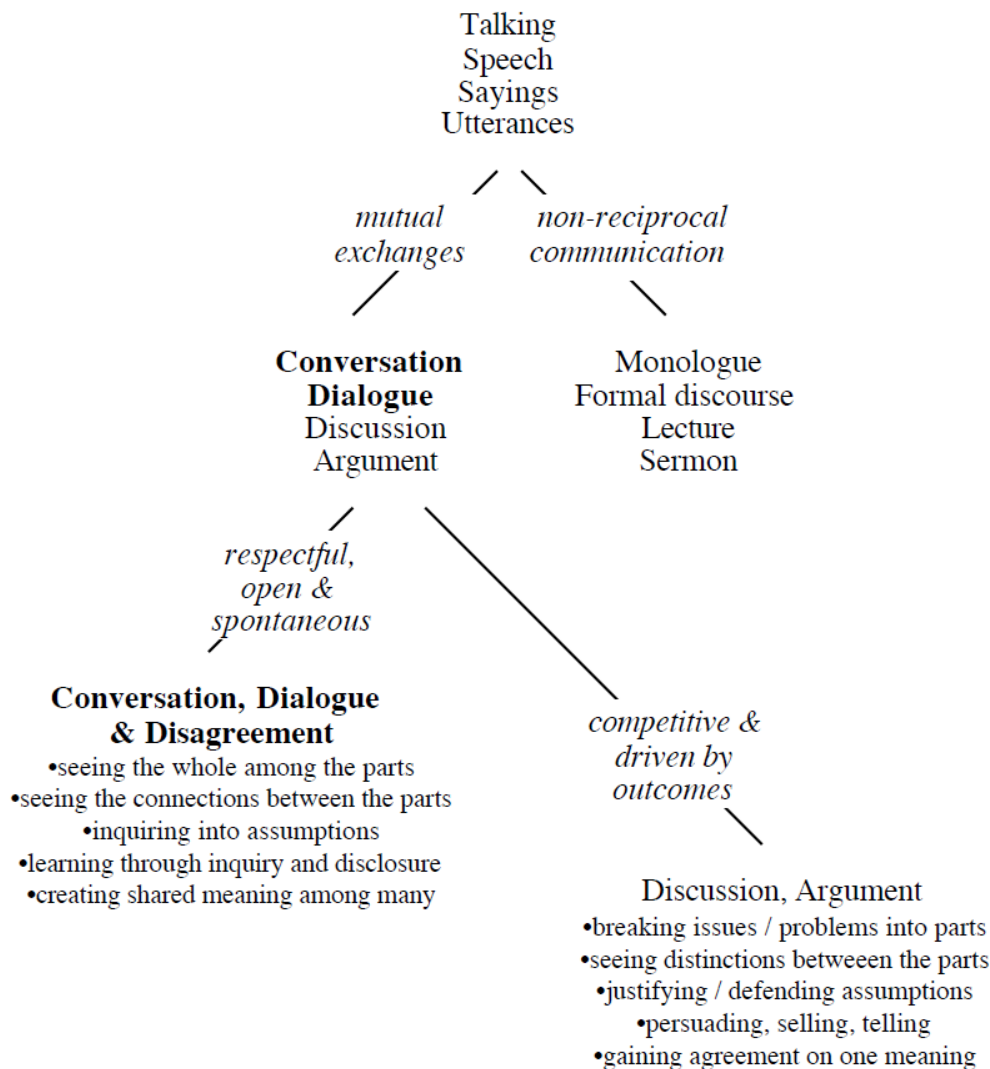 Talking
Speech
Sayings
Utterances
mutual
exchanges
non-reciprocal
communication
Conversation
Dialogue
Discussion
Argument
Monologue
Formal discourse
Lecture
Sermon
respectful,
open &
spontaneous
Conversation, Dialogue
& Disagreement
•seeing the whole among the parts
•seeing the connections between the parts
•inquiring into assumptions
•learning through inquiry and disclosure
•creating shared meaning among many
competitive &
driven by
outcomes
Discussion, Argument
•breaking issues / problems into parts
•seeing distinctions betweeen the parts
•justifying / defending assumptions
•persuading, selling, telling
•gaining agreement on one meaning